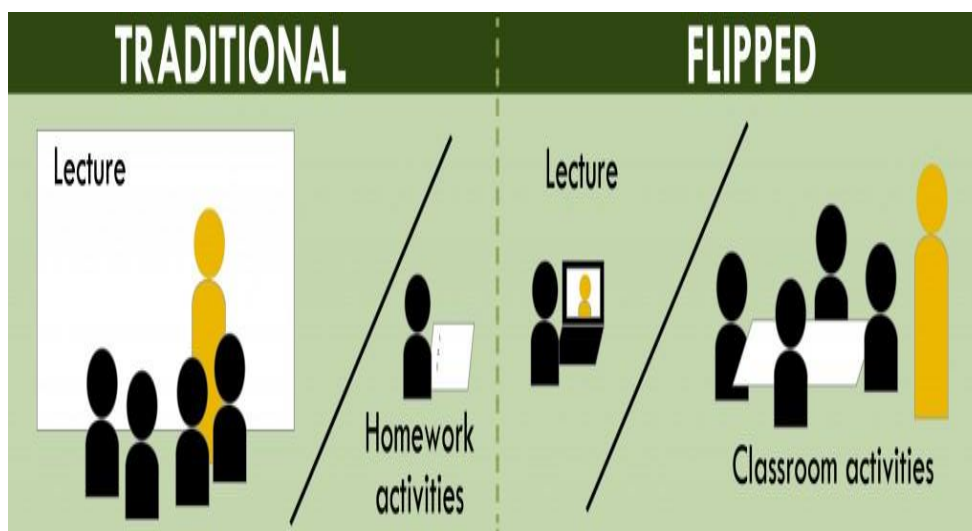 TRADITIONAL
Lecture
Homework
activities
FLIPPED
Lecture
Classroom activities